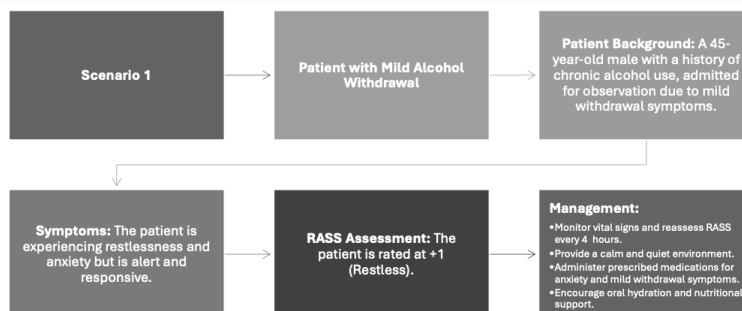 Scenario 1
Patient with Mild Alcohol
Withdrawal
Patient Background: A 45-
year-old male with a history of
chronic alcohol use, admitted
for observation due to mild
withdrawal symptoms.
Symptoms: The patient is
experiencing restlessness and
anxiety but is alert and
responsive.
RASS Assessment: The
patient is rated at +1
(Restless).
Management:
•Monitor vital signs and reassess RASS
every 4 hours.
•Provide a calm and quiet environment.
•Administer prescribed medications for
anxiety and mild withdrawal symptoms.
•Encourage oral hydration and nutritional
support.